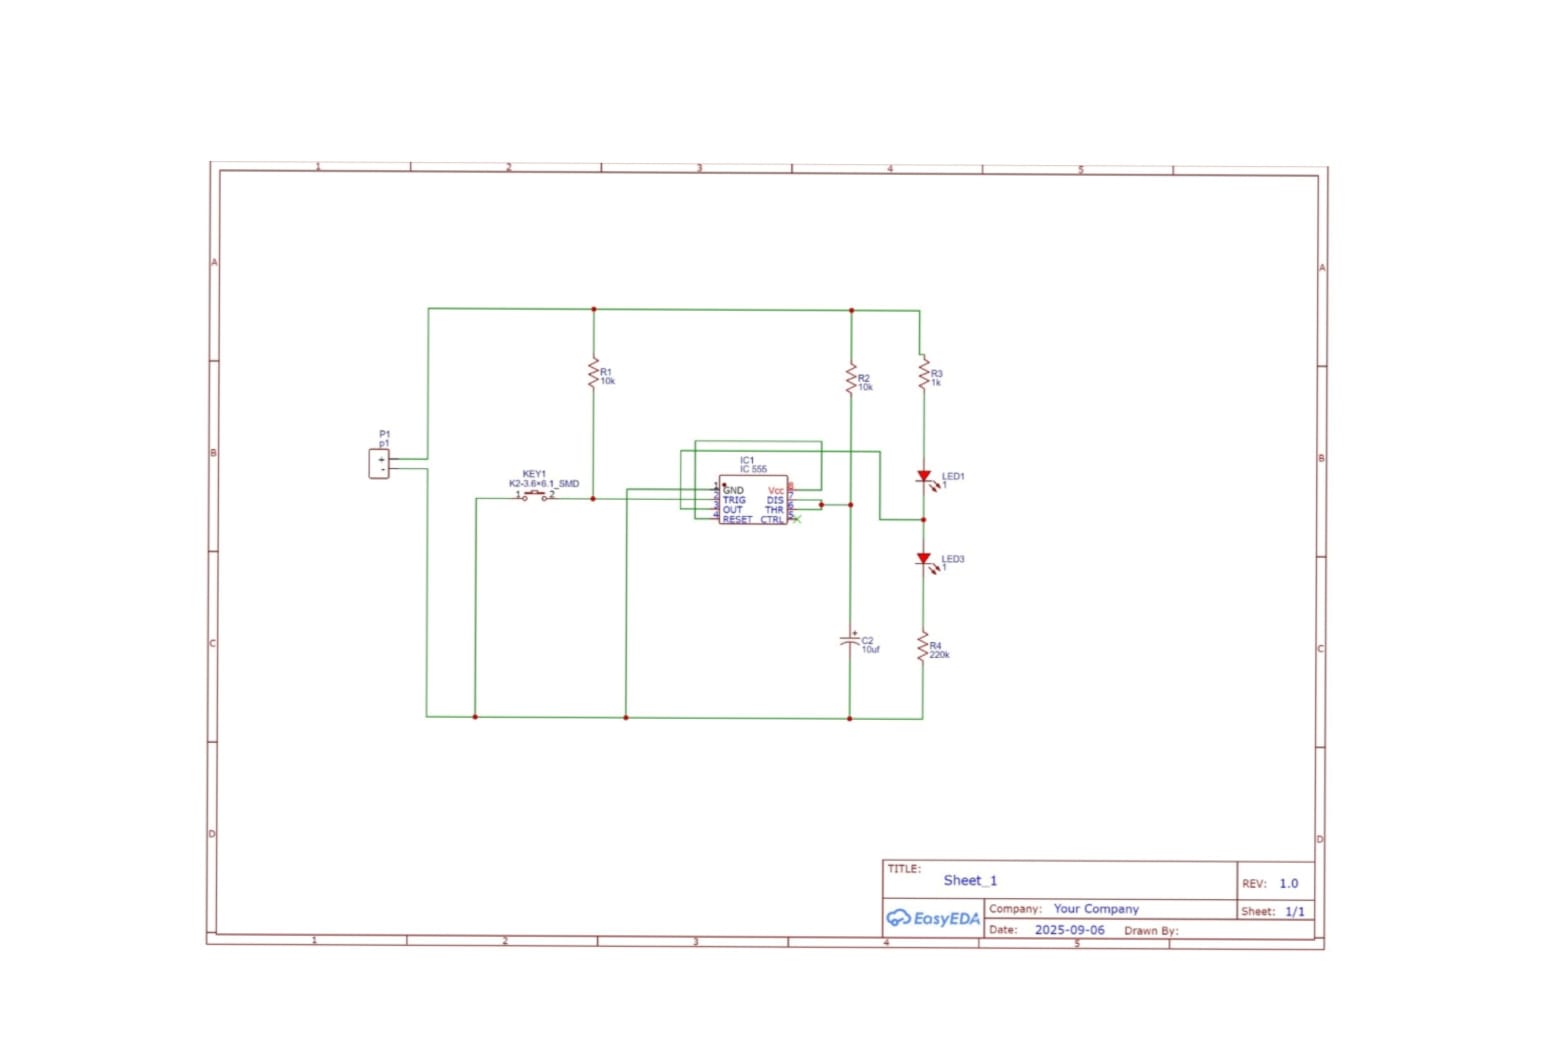 1 2 3 4 5
A A
R1
10k
R2
10k
R3
1k
P1
p1
B B
+
-
KEY1
K2-3.6×6.1_SMD
1 2
IC1
IC 555
1 GND Vcc 8
2 TRIG DIS 7
3 OUT THR 6
4 RESET CTRL 5
LED1
1
LED3
1
C C
+
C2
10uf
R4
220k
D D
TITLE:
Sheet_1
REV: 1.0
EasyEDA
Company: Your Company
Sheet: 1/1
Date: 2025-09-06 Drawn By:
1 2 3 4 5